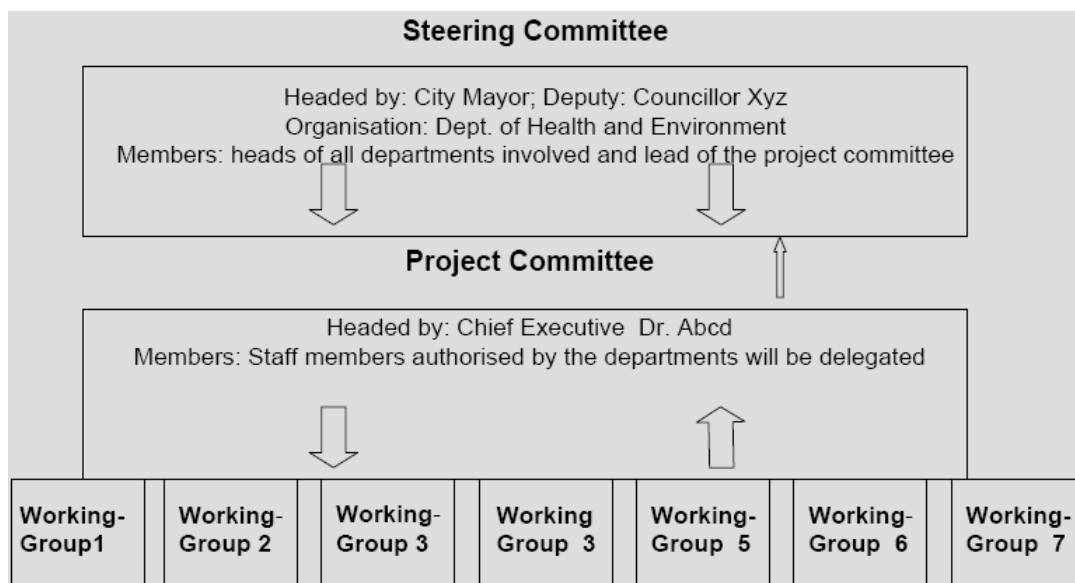 Steering Committee
Headed by: City Mayor; Deputy: Councillor Xyz
Organisation: Dept. of Health and Environment
Members: heads of all departments involved and lead of the project committee
Project Committee
Headed by: Chief Executive Dr. Abcd
Members: Staff members authorised by the departments will be delegated
Working-
Group1
Working-
Group 2
Working-
Group 3
Working
Group 3
Working-
Group 5
Working-
Group 6
Working-
Group 7